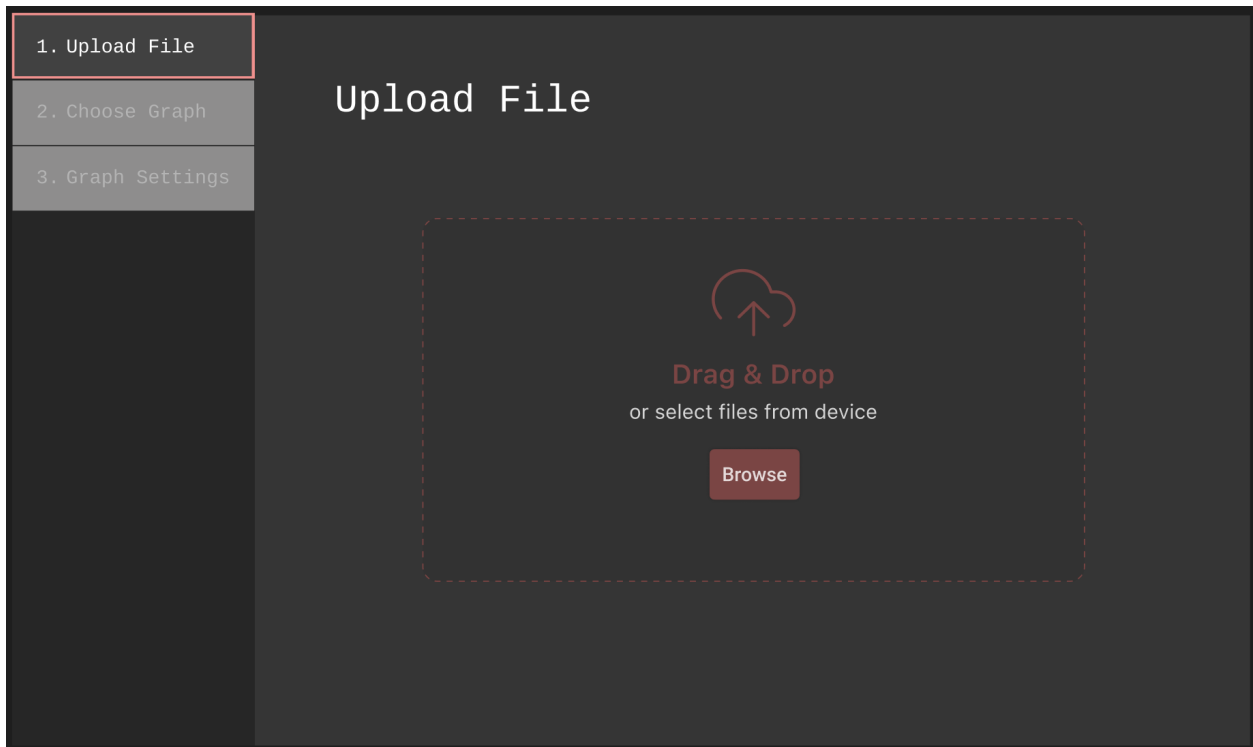 1. Upload File
2. Choose Graph
3. Graph Settings
Upload File
Drag & Drop
or select files from device
Browse